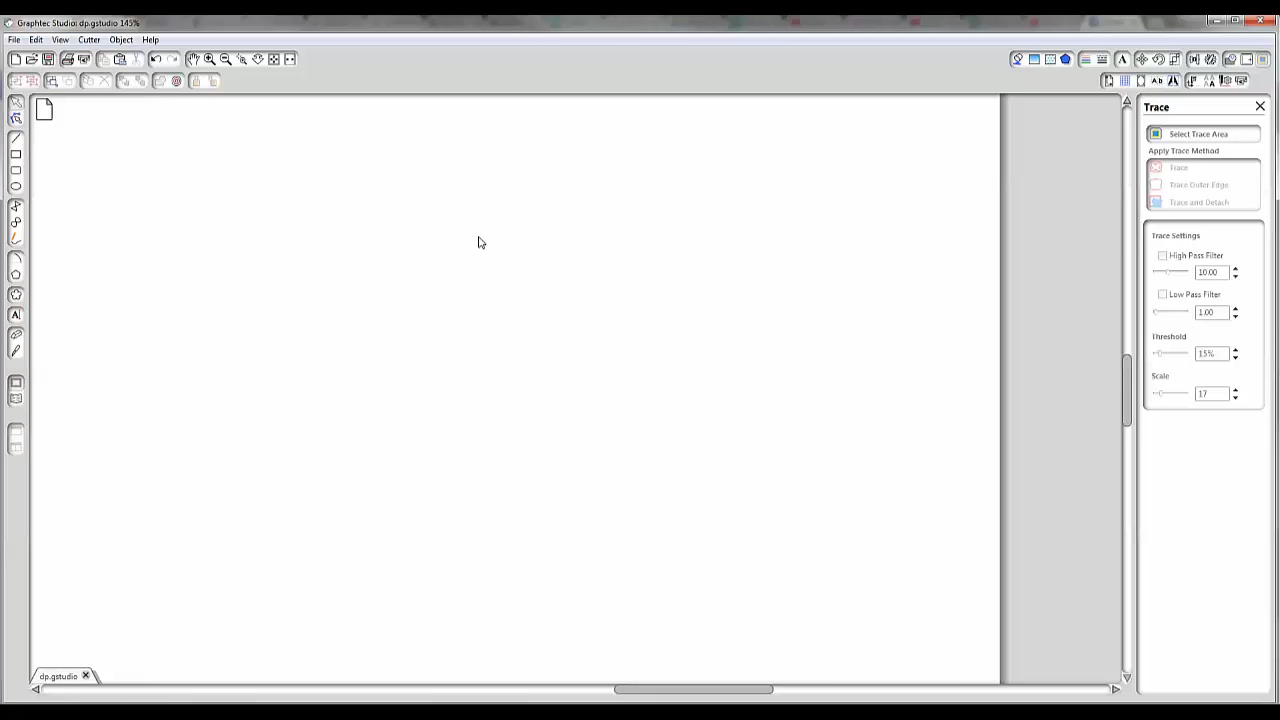 Graphtec Studio: dp.gstudio 145%
File Edit View Cutter Object Help
Trace
Select Trace Area
Apply Trace Method
Trace
Trace Outer Edge
Trace and Detach
Trace Settings
High Pass Filter
10.00
Low Pass Filter
1.00
Threshold
15%
Scale
17
dp.gstudio